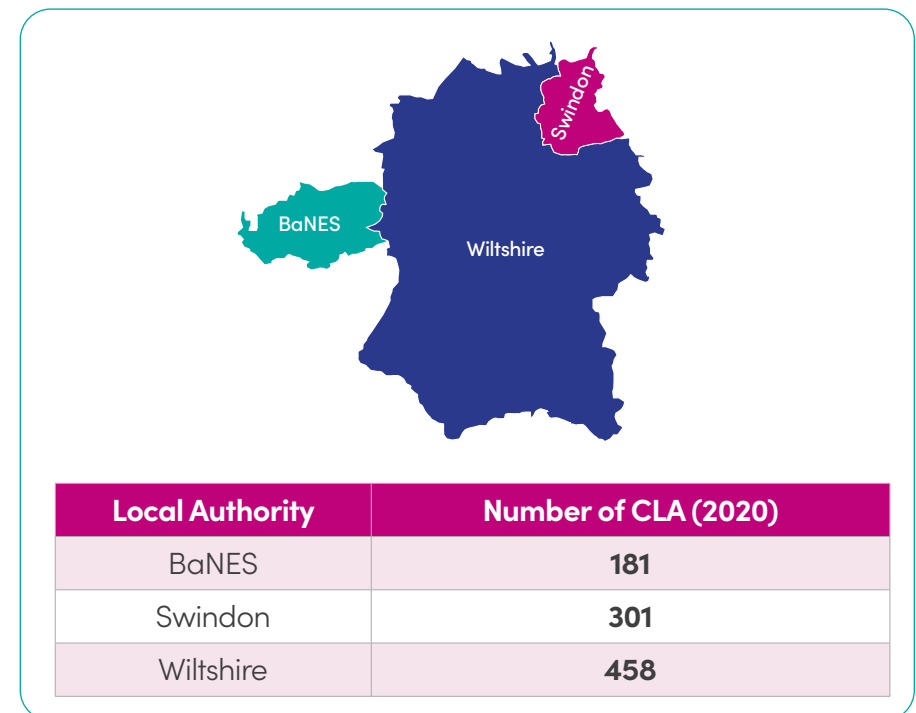 Swindon
BaNES
Wiltshire
Local Authority Number of CLA (2020)
BaNES 181
Swindon 301
Wiltshire 458